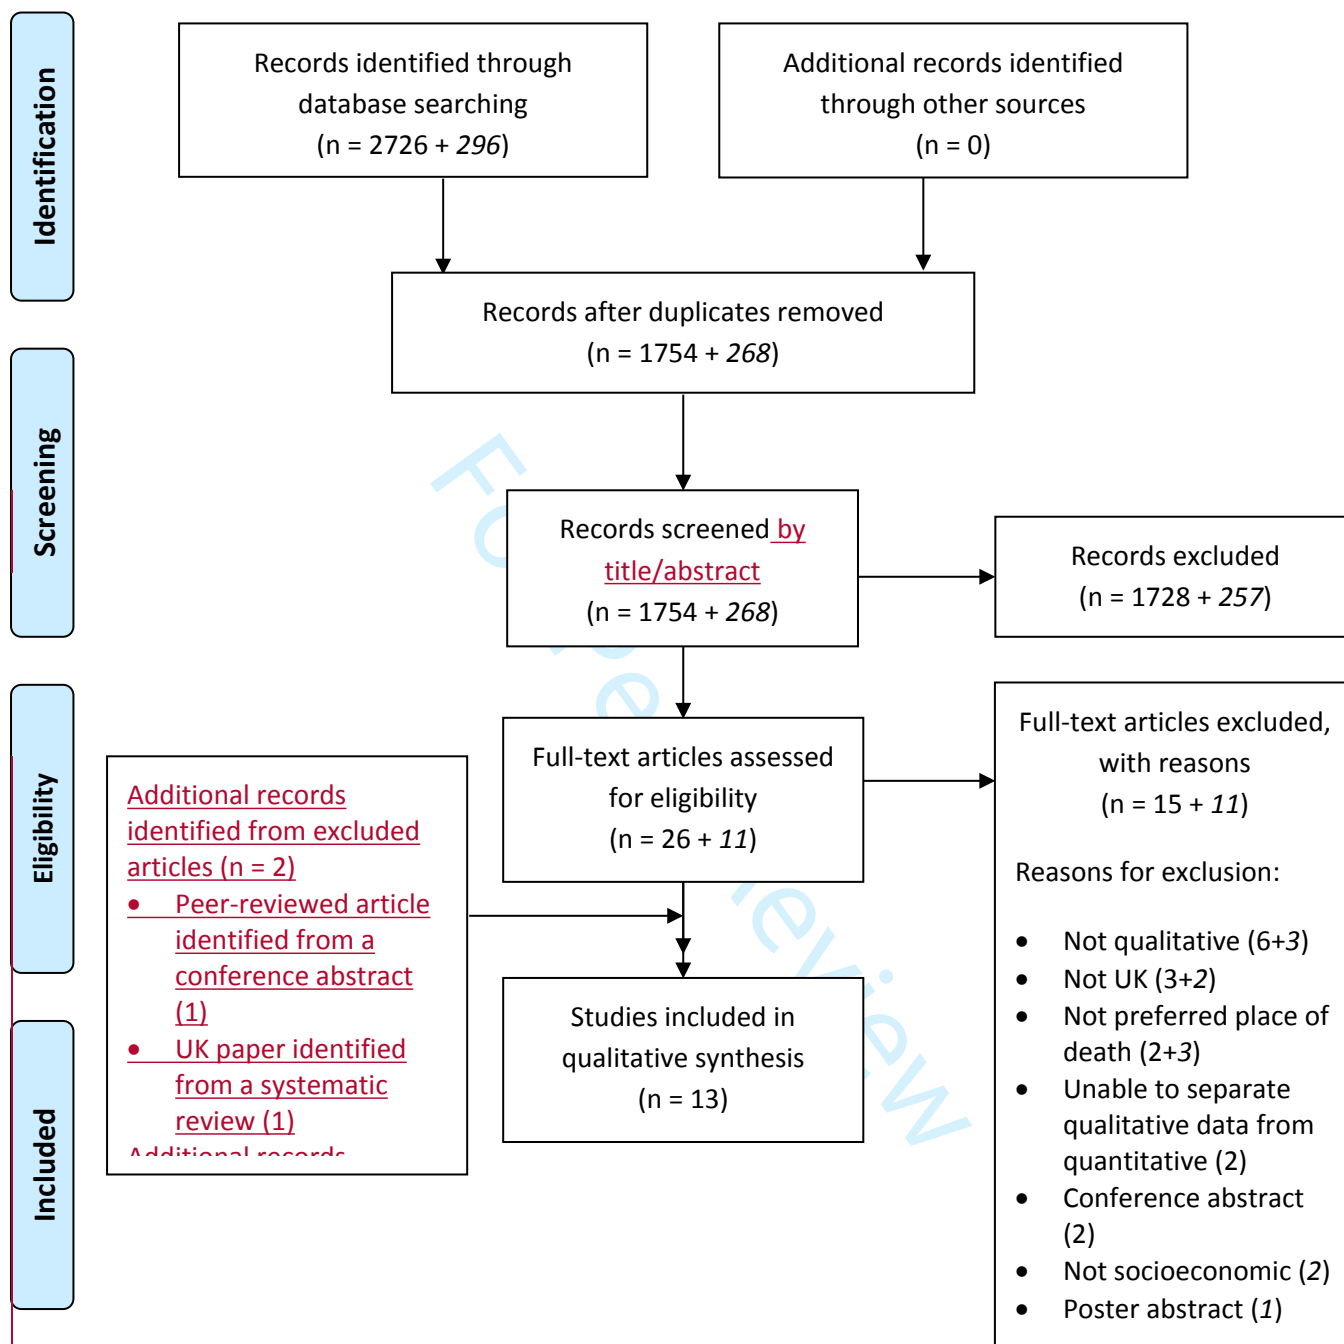 Identification
Records identified through
database searching
(n = 2726 + 296)
Additional records identified
through other sources
(n = 0)
Records after duplicates removed
(n = 1754 + 268)
Screening
Records screened by
title/abstract
(n = 1754 + 268)
Records excluded
(n = 1728 + 257)
Eligibility
Full-text articles assessed
for eligibility
(n = 26 + 11)
Full-text articles excluded,
with reasons
(n = 15 + 11)
Reasons for exclusion:
• Not qualitative (6+3)
• Not UK (3+2)
• Not preferred place of
death (2+3)
• Unable to separate
qualitative data from
quantitative (2)
• Conference abstract
(2)
• Not socioeconomic (2)
• Poster abstract (1)
Additional records
identified from excluded
articles (n = 2)
• Peer-reviewed article
identified from a
conference abstract
(1)
• UK paper identified
from a systematic
review (1)
Additional records
Included
Studies included in
qualitative synthesis
(n = 13)
For peer review